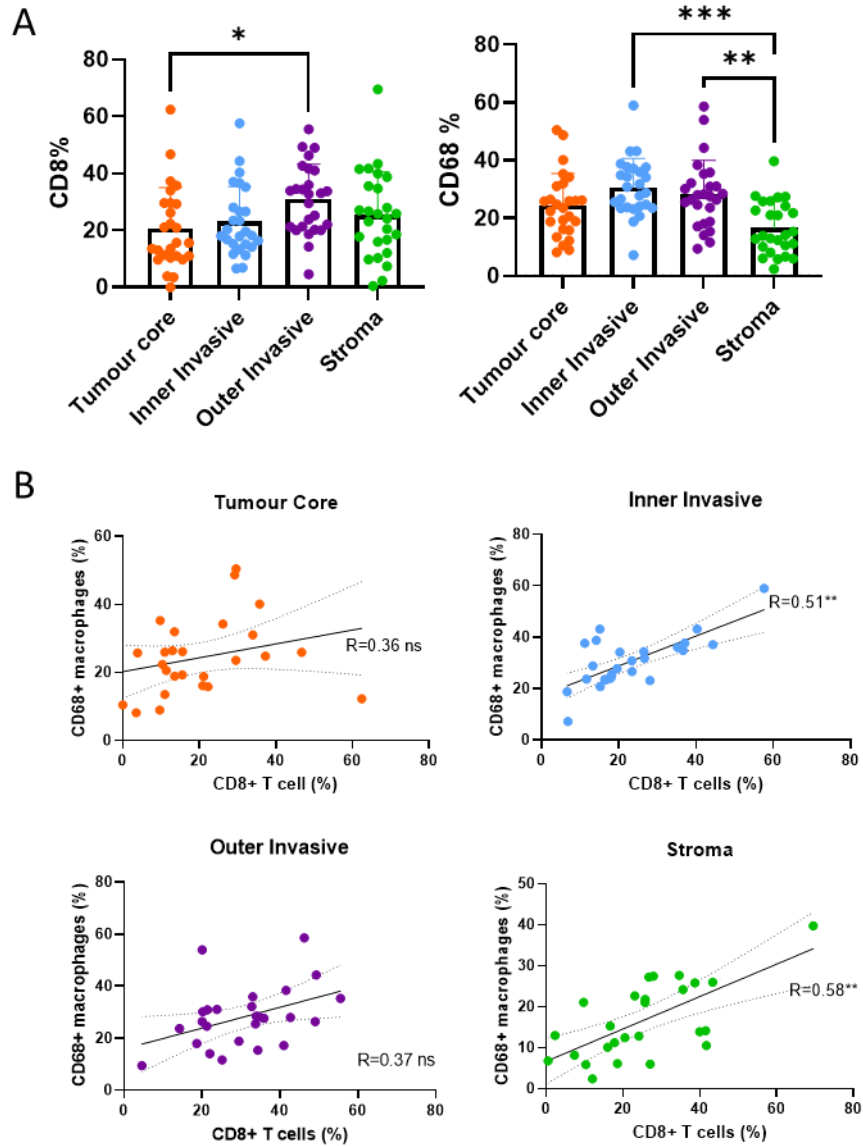 A
*
CD8%
80
60
40
20
0
Tumour core
Inner Invasive
Outer Invasive
Stroma
***
**
CD68 %
80
60
40
20
0
Tumour core
Inner Invasive
Outer Invasive
Stroma
B
Tumour Core
CD68+ macrophages (%)
60
40
20
0
R=0.36 ns
0 20 40 60 80
CD8+ T cell (%)
Inner Invasive
CD68+ macrophages (%)
80
60
40
20
0
R=0.51**
0 20 40 60 80
CD8+ T cells (%)
Outer Invasive
CD68+ macrophages (%)
80
60
40
20
0
R=0.37 ns
0 20 40 60 80
CD8+ T cells (%)
Stroma
CD68+ macrophages (%)
50
40
30
20
10
0
R=0.58**
0 20 40 60 80
CD8+ T cells (%)